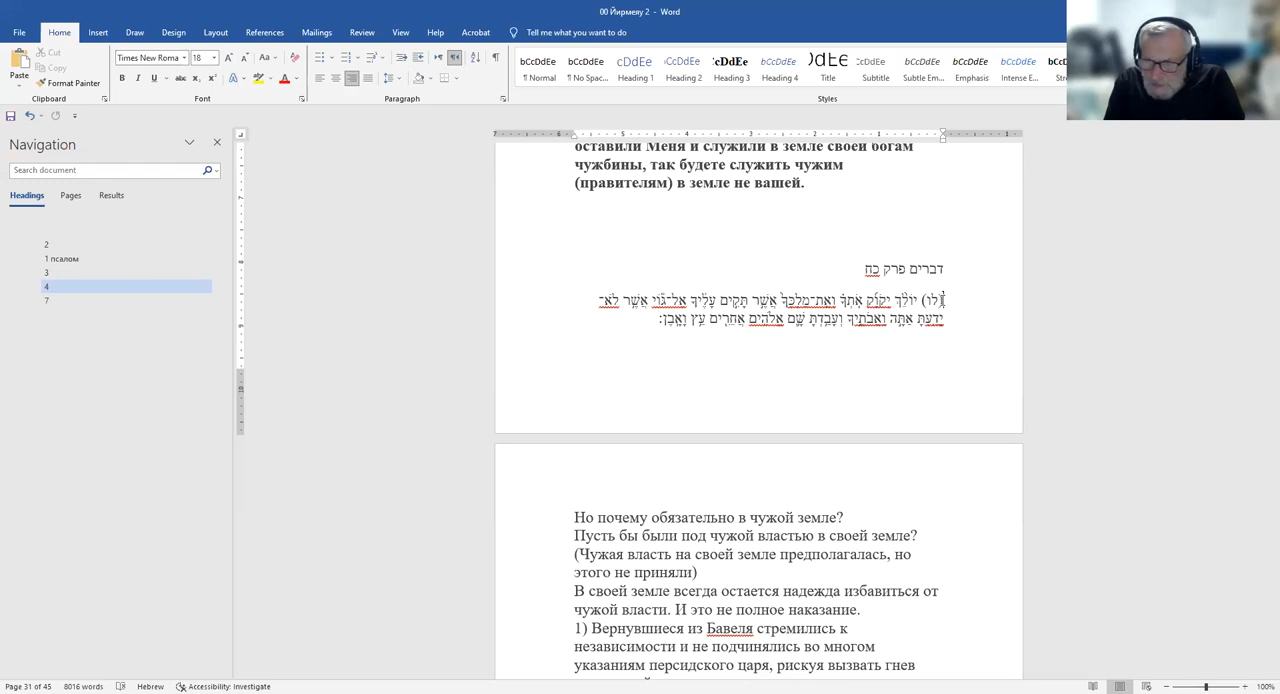 00 Йирмеяу 2 - Word
File Home Insert Draw Design Layout References Mailings Review View Help Acrobat Tell me what you want to do
Paste Cut Copy Format Painter
Times New Roma 18
Clipboard Font Paragraph Styles
¶ Normal ¶ No Spac... Heading 1 Heading 2 Heading 3 Heading 4 Title Subtitle Subtle Em... Emphasis Intense E...
Navigation
Search document
Headings Pages Results
2
1 псалом
3
4
7
оставили Меня и служили в земле своей богам
чужбины, так будете служить чужим
(правителям) в земле не вашей.
דברים פרק כח
(לו) יוֹלֵ֨ךְ יְקֹוָ֜ק אֹֽתְךָ֗ וְאֶֽת־מַלְכְּךָ֙ אֲשֶׁ֣ר תָּקִ֣ים עָלֶ֔יךָ אֶל־גּ֕וֹי אֲשֶׁ֥ר לֹא־
יָדַ֖עְתָּ אַתָּ֣ה וַאֲבֹתֶ֑יךָ וְעָבַ֥דְתָּ שָּׁ֛ם אֱלֹהִ֥ים אֲחֵרִ֖ים עֵ֥ץ וָאָֽבֶן:
Но почему обязательно в чужой земле?
Пусть бы были под чужой властью в своей земле?
(Чужая власть на своей земле предполагалась, но
этого не приняли)
В своей земле всегда остается надежда избавиться от
чужой власти. И это не полное наказание.
1) Вернувшиеся из Бавеля стремились к
независимости и не подчинялись во многом
указаниям персидского царя, рискуя вызвать гнев
Page 31 of 45 8016 words Hebrew Accessibility: Investigate 100%